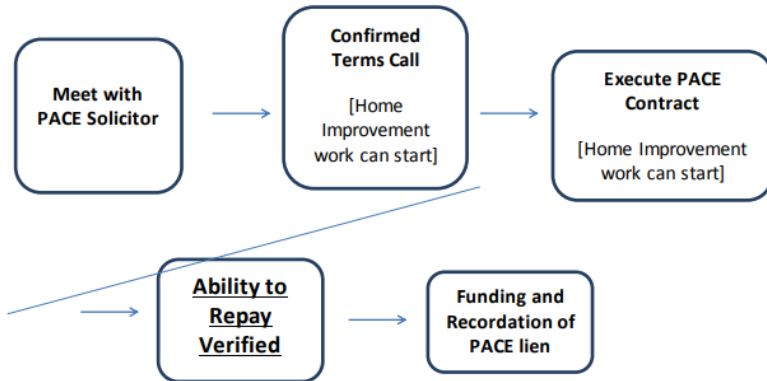 Meet with
PACE Solicitor
Confirmed
Terms Call
[Home
Improvement
work can start]
Execute PACE
Contract
[Home Improvement
work can start]
Ability to
Repay
Verified
Funding and
Recordation of
PACE lien